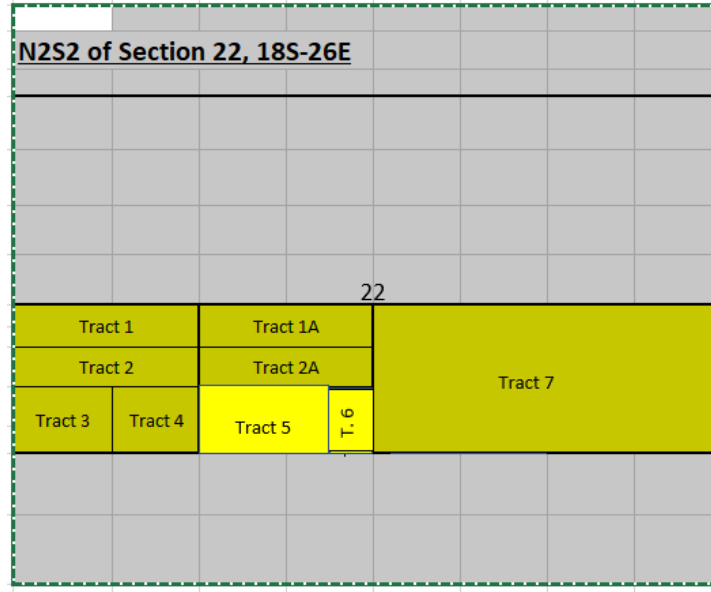 N2S2 of Section 22, 18S-26E
22
Tract 1
Tract 1A
Tract 2
Tract 2A
Tract 7
Tract 3
Tract 4
Tract 5
T. 6